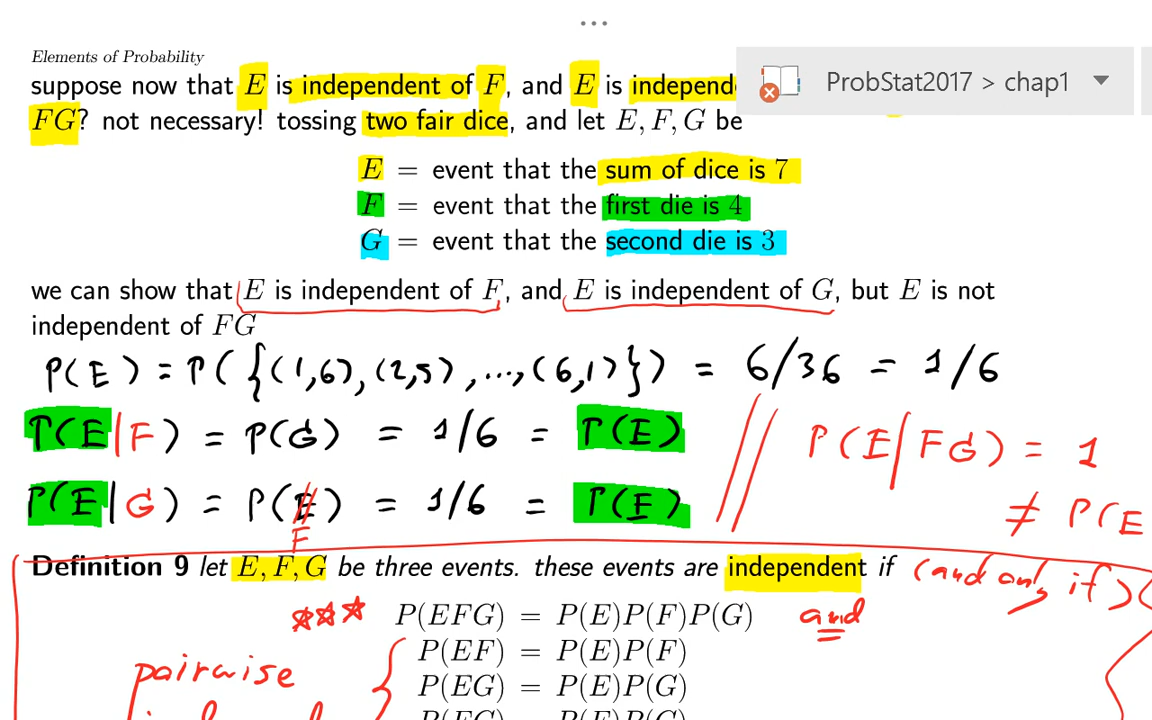 Elements of Probability
suppose now that E is independent of F, and E is independ
ProbStat2017 > chap1
FG? not necessary! tossing two fair dice, and let E, F, G be
E = event that the sum of dice is 7
F = event that the first die is 4
G = event that the second die is 3
we can show that E is independent of F, and E is independent of G, but E is not
independent of FG
P(E) = P({(1,6), (2,5), ..., (6,1)}) = 6/36 = 1/6
P(E|F) = P(G) = 1/6 = P(E)
P(E|FG) = 1
P(E|G) = P(E) = 1/6 = P(E)
≠ P(E
F
Definition 9 let E, F, G be three events. these events are independent if (and only if)
P(EFG) = P(E)P(F)P(G) and
P(EF) = P(E)P(F)
pairwise
P(EG) = P(E)P(G)